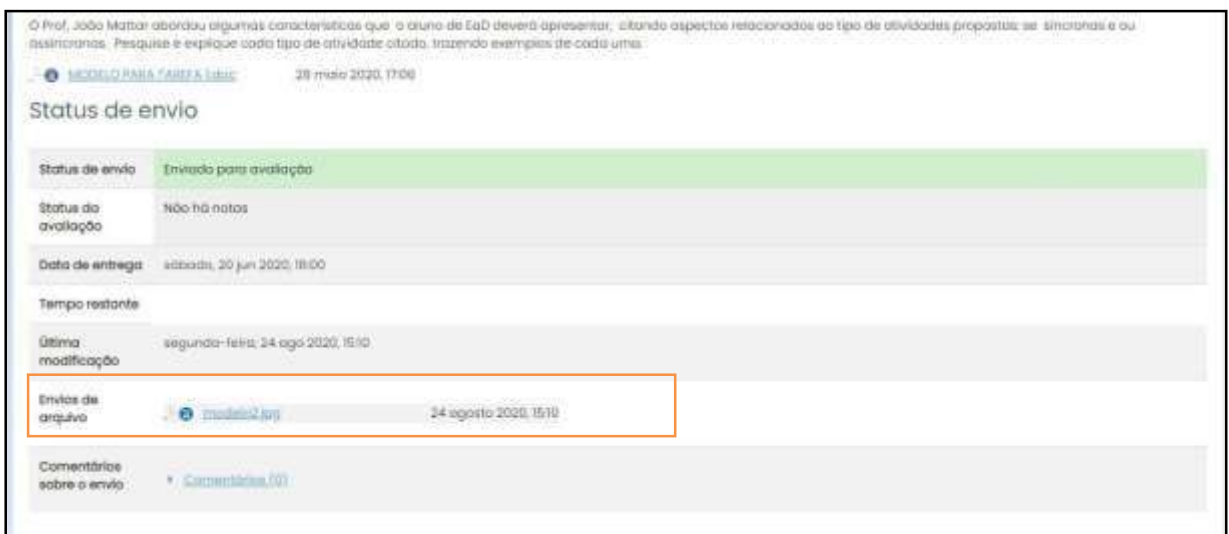 O Prof, João Mattar abordou algumas características que o aluno de EaD deverá apresentar, citando aspectos relacionados ao tipo de atividades propostas: se síncronas e ou
assíncronas. Pesquise e explique cada tipo de atividade citada, trazendo exemplos de cada uma.
MODELO PARA TAREFA 28 maio 2020, 17:06
Status de envio
Status de envio Enviado para avaliação
Status da
avaliação
Não há notas
Data de entrega sábado, 20 jun 2020, 18:00
Tempo restante
Última
modificação
segunda-feira, 24 ago 2020, 15:10
Envios de
arquivo
modelo2.jpg 24 agosto 2020, 15:10
Comentários
sobre o envio
Comentários (0)